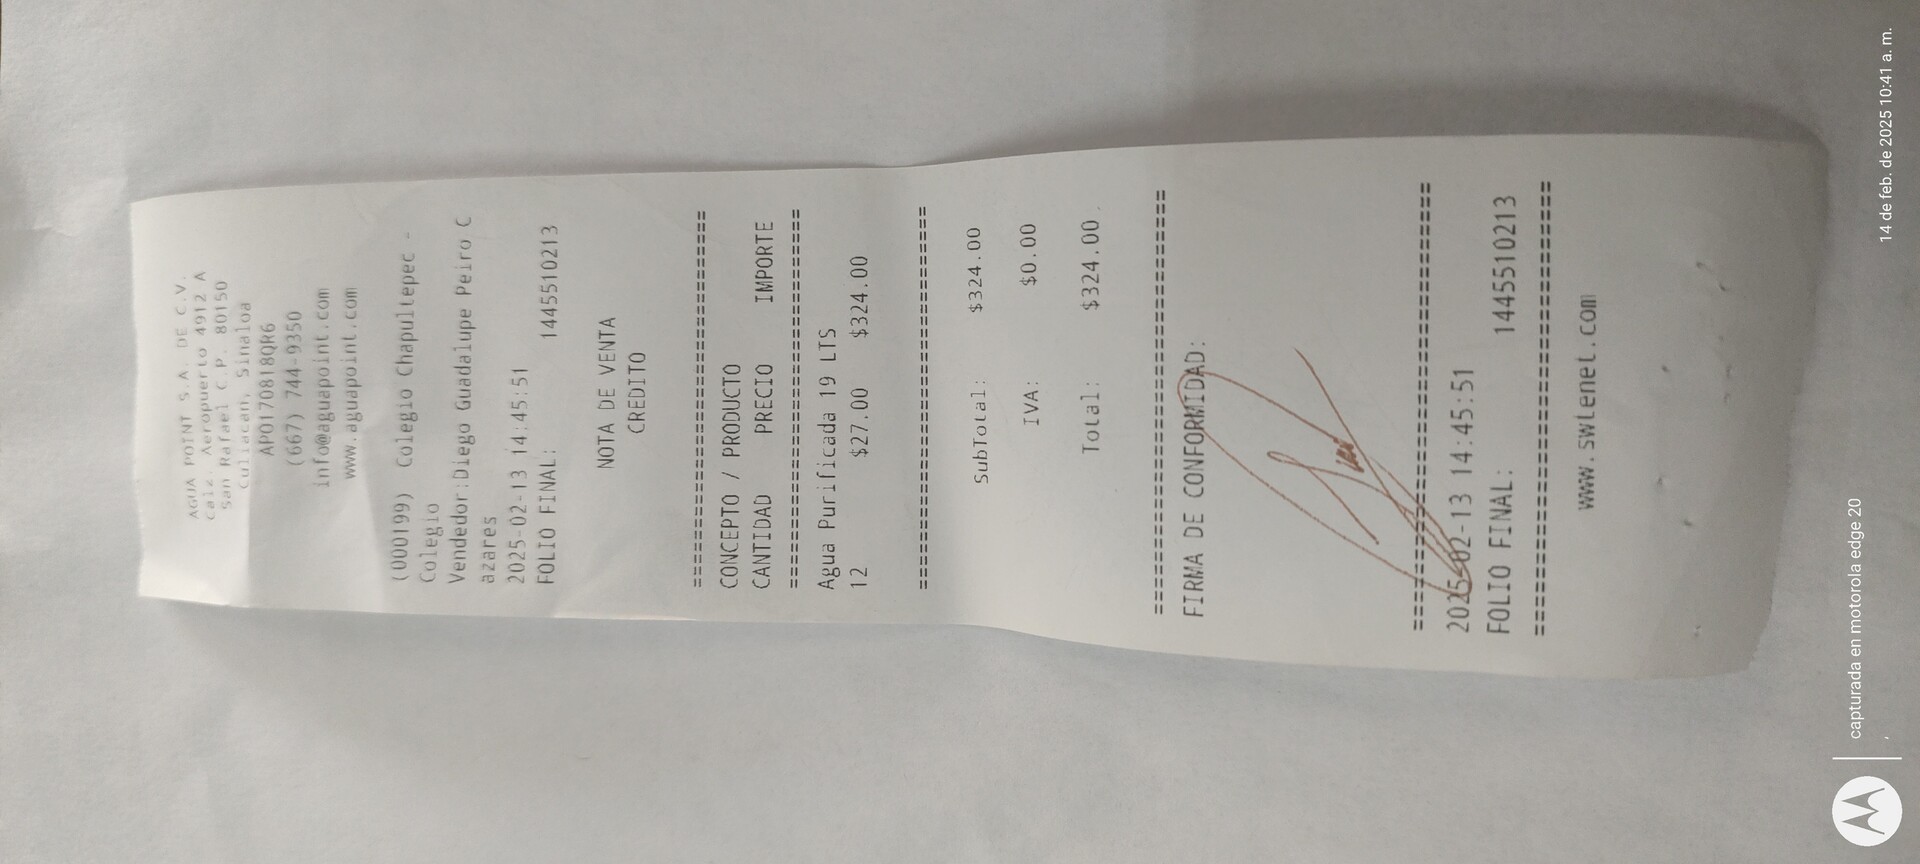 AGUA POINT S.A. DE C.V.
Calz. Aeropuerto 4912 A
San Rafael C.P. 80150
Culiacan, Sinaloa
APO170818QR6
(667) 744-9350
info@aguapoint.com
www.aguapoint.com
(000199) Colegio Chapultepec -
Colegio
Vendedor:Diego Guadalupe Peiro C
azares
2025-02-13 14:45:51
FOLIO FINAL: 1445510213
NOTA DE VENTA
CREDITO
================================
CONCEPTO / PRODUCTO
CANTIDAD PRECIO IMPORTE
================================
Agua Purificada 19 LTS
12 $27.00 $324.00
================================
SubTotal: $324.00
IVA: $0.00
Total: $324.00
================================
FIRMA DE CONFORMIDAD:
================================
2025-02-13 14:45:51
FOLIO FINAL: 1445510213
================================
www.swtenet.com
capturada en motorola edge 20
14 de feb. de 2025 10:41 a. m.